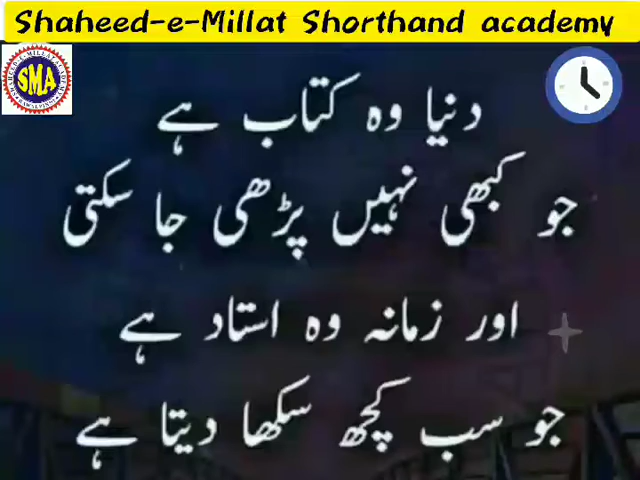 Shaheed-e-Millat Shorthand academy
SMA
دنیا وہ کتاب ہے
جو کبھی نہیں پڑھی جا سکتی
اور زمانہ وہ استاد ہے
جو سب کچھ سکھا دیتا ہے